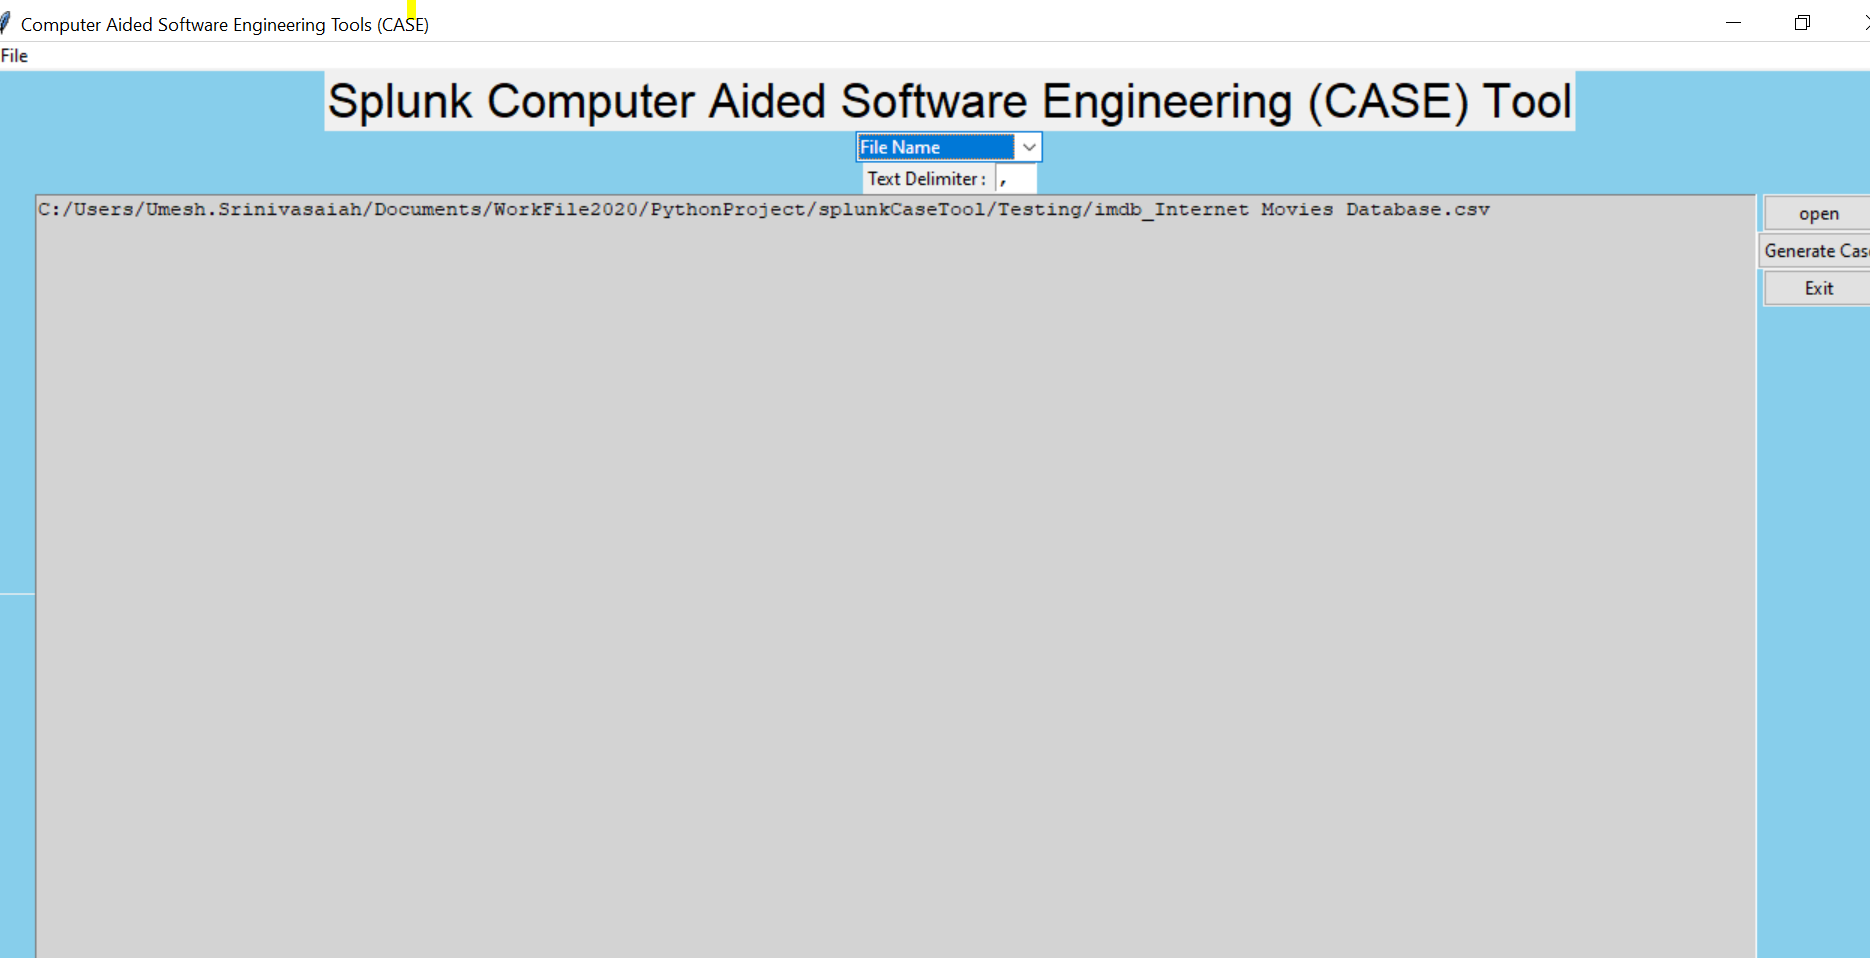 Computer Aided Software Engineering Tools (CASE)
File
Splunk Computer Aided Software Engineering (CASE) Tool
File Name
Text Delimiter : ,
C:/Users/Umesh.Srinivasaiah/Documents/WorkFile2020/PythonProject/splunkCaseTool/Testing/imdb_Internet Movies Database.csv
open
Generate Cas
Exit